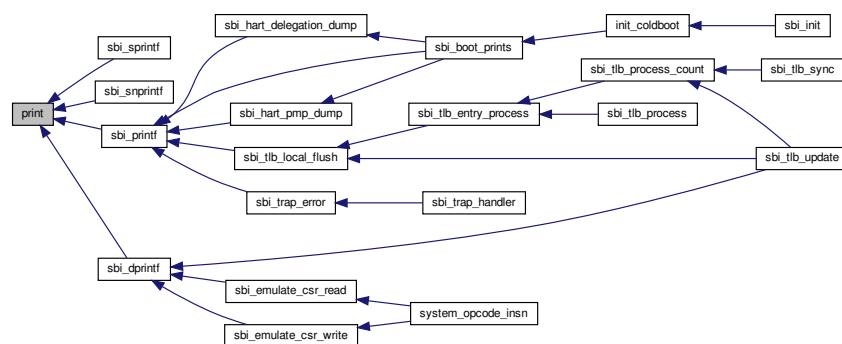 sbi_hart_delegation_dump
init_coldboot
sbi_init
sbi_sprintf
sbi_boot_prints
sbi_tlb_process_count
sbi_tlb_sync
sbi_snprintf
print
sbi_hart_pmp_dump
sbi_tlb_entry_process
sbi_tlb_process
sbi_printf
sbi_tlb_local_flush
sbi_tlb_update
sbi_trap_error
sbi_trap_handler
sbi_dprintf
sbi_emulate_csr_read
system_opcode_insn
sbi_emulate_csr_write